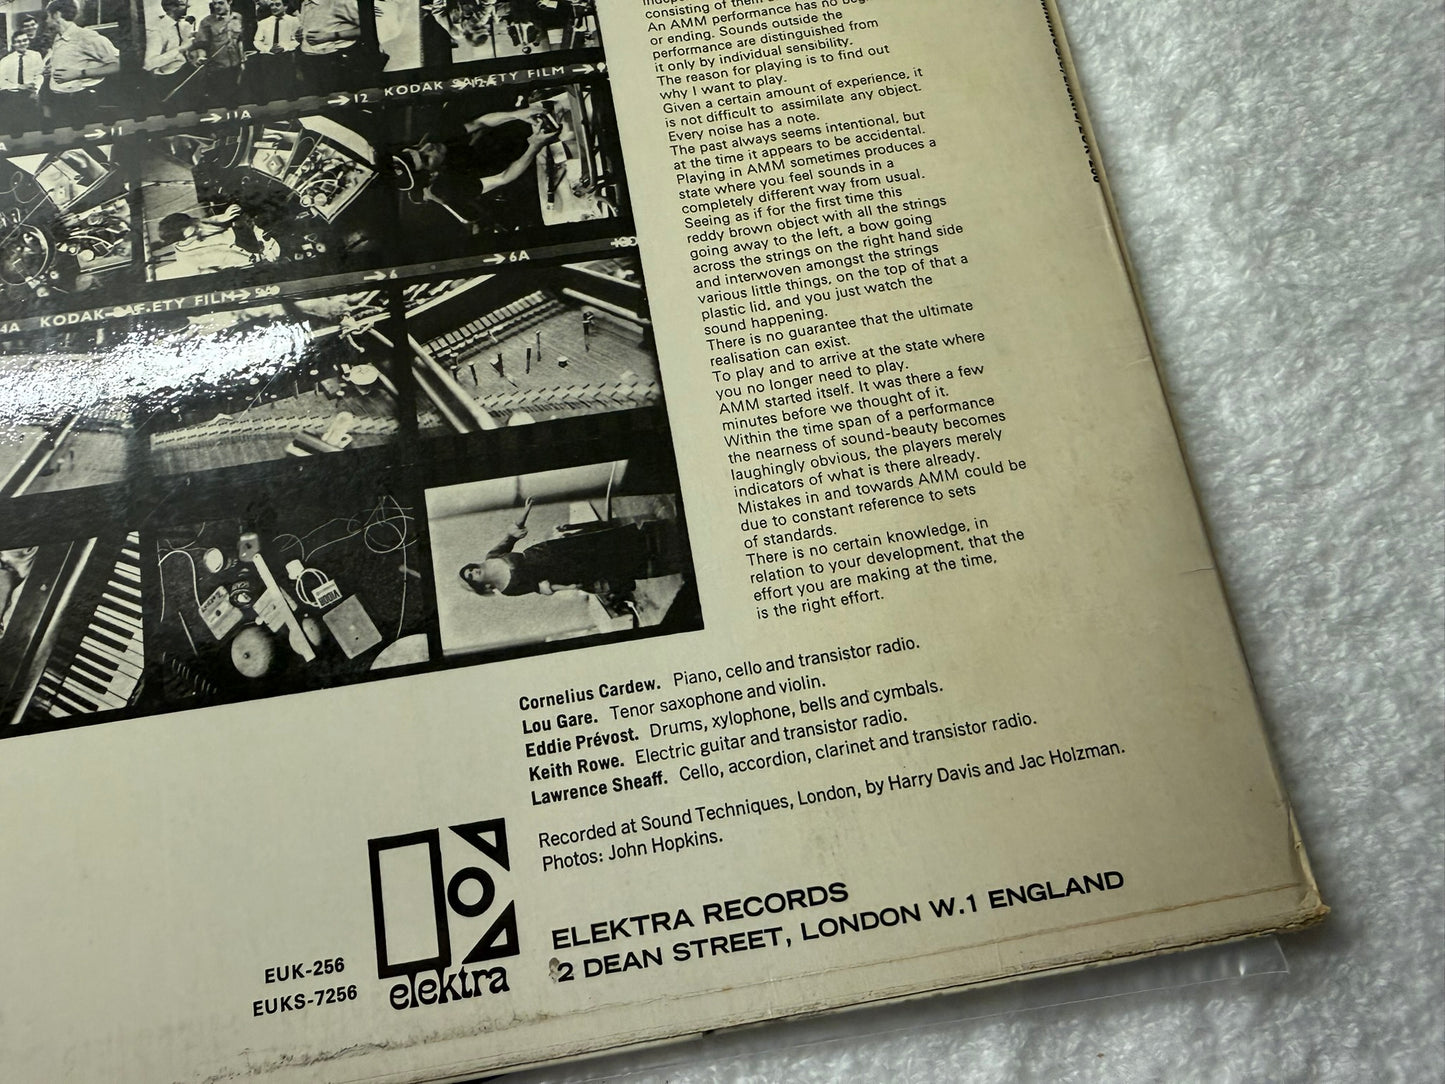 consisting of them
An AMM performance has no
or ending. Sounds outside the
performance are distinguished from
it only by individual sensibility.
The reason for playing is to find out
why I want to play.
Given a certain amount of experience, it
is not difficult to assimilate any object.
Every noise has a note.
The past always seems intentional, but
at the time it appears to be accidental.
Playing in AMM sometimes produces a
state where you feel sounds in a
completely different way from usual.
Seeing as if for the first time this
reddy brown object with all the strings
going away to the left, a bow going
across the strings on the right hand side
and interwoven amongst the strings
various little things, on the top of that a
plastic lid, and you just watch the
sound happening.
There is no guarantee that the ultimate
realisation can exist.
To play and to arrive at the state where
you no longer need to play.
AMM started itself. It was there a few
minutes before we thought of it.
Within the time span of a performance
the nearness of sound-beauty becomes
laughingly obvious, the players merely
indicators of what is there already.
Mistakes in and towards AMM could be
due to constant reference to sets
of standards.
There is no certain knowledge, in
relation to your development, that the
effort you are making at the time,
is the right effort.
11
11A
12 KODAK SAFETY FILM
12A
4A KODAK SAFETY FILM 5A
6
6A
Cornelius Cardew. Piano, cello and transistor radio.
Lou Gare. Tenor saxophone and violin.
Eddie Prévost. Drums, xylophone, bells and cymbals.
Keith Rowe. Electric guitar and transistor radio.
Lawrence Sheaff. Cello, accordion, clarinet and transistor radio.
Recorded at Sound Techniques, London, by Harry Davis and Jac Holzman.
Photos: John Hopkins.
ELEKTRA RECORDS
2 DEAN STREET, LONDON W.1 ENGLAND
EUK-256
EUKS-7256
elektra